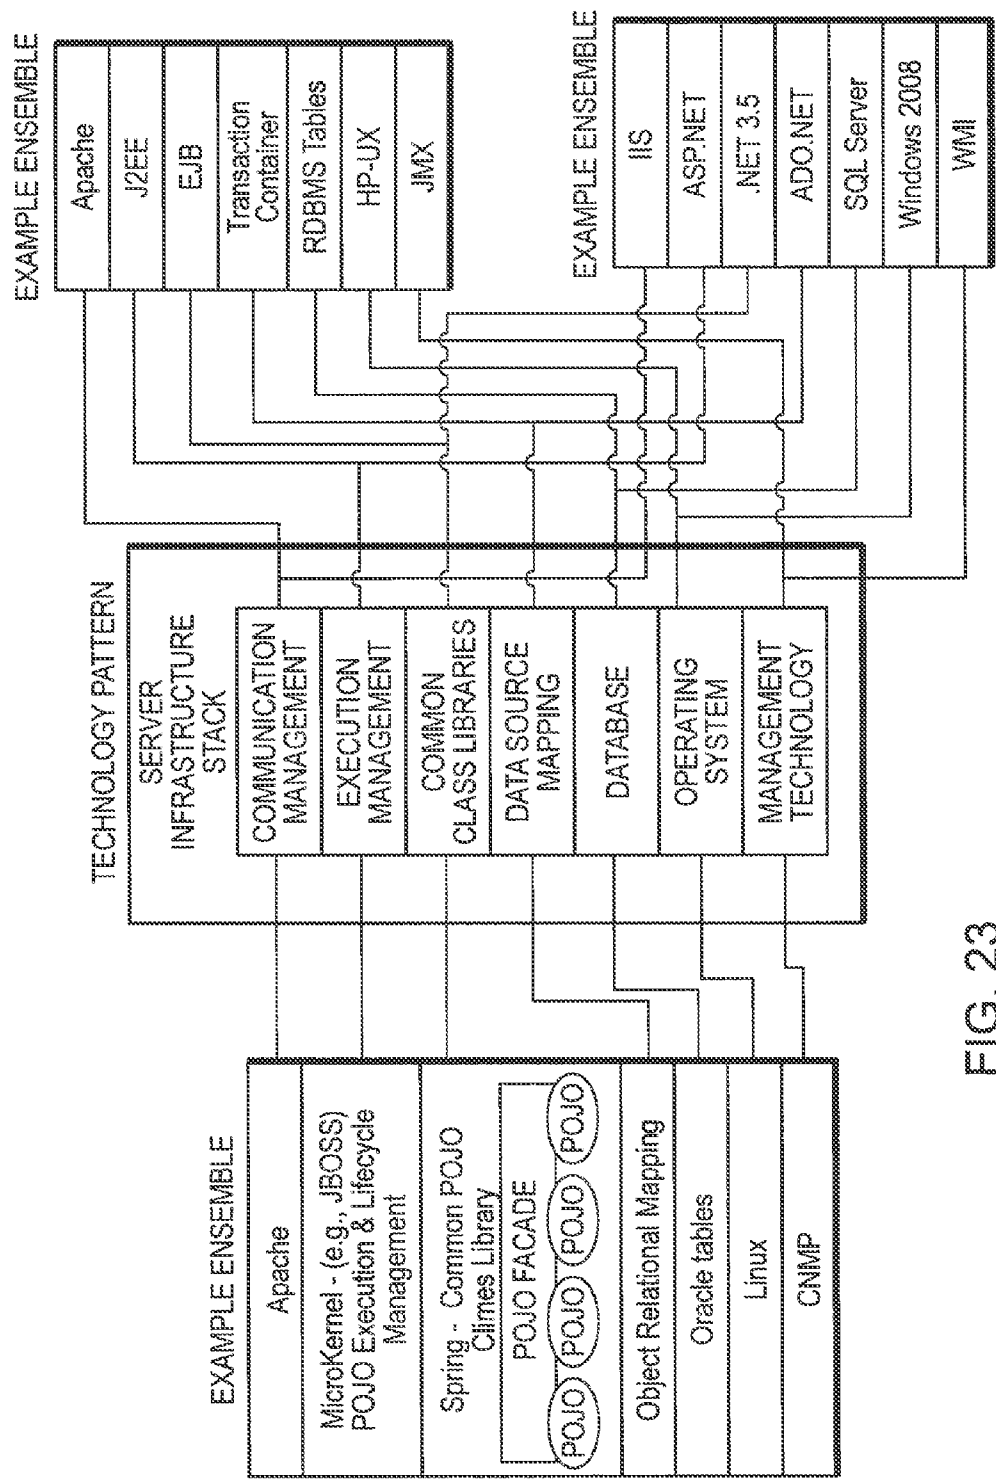 EXAMPLE ENSEMBLE
Apache
MicroKernel - (e.g., JBOSS)
POJO Execution & Lifecycle
Management
Spring - Common POJO
Climes Library
POJO FACADE
POJO
POJO
POJO
POJO
Object Relational Mapping
Oracle tables
Linux
CNMP
TECHNOLOGY PATTERN
SERVER
INFRASTRUCTURE
STACK
COMMUNICATION
MANAGEMENT
EXECUTION
MANAGEMENT
COMMON
CLASS LIBRARIES
DATA SOURCE
MAPPING
DATABASE
OPERATING
SYSTEM
MANAGEMENT
TECHNOLOGY
EXAMPLE ENSEMBLE
Apache
J2EE
EJB
Transaction
Container
RDBMS Tables
HP-UX
JMX
EXAMPLE ENSEMBLE
IIS
ASP.NET
.NET 3.5
ADO.NET
SQL Server
Windows 2008
WMI
FIG. 23